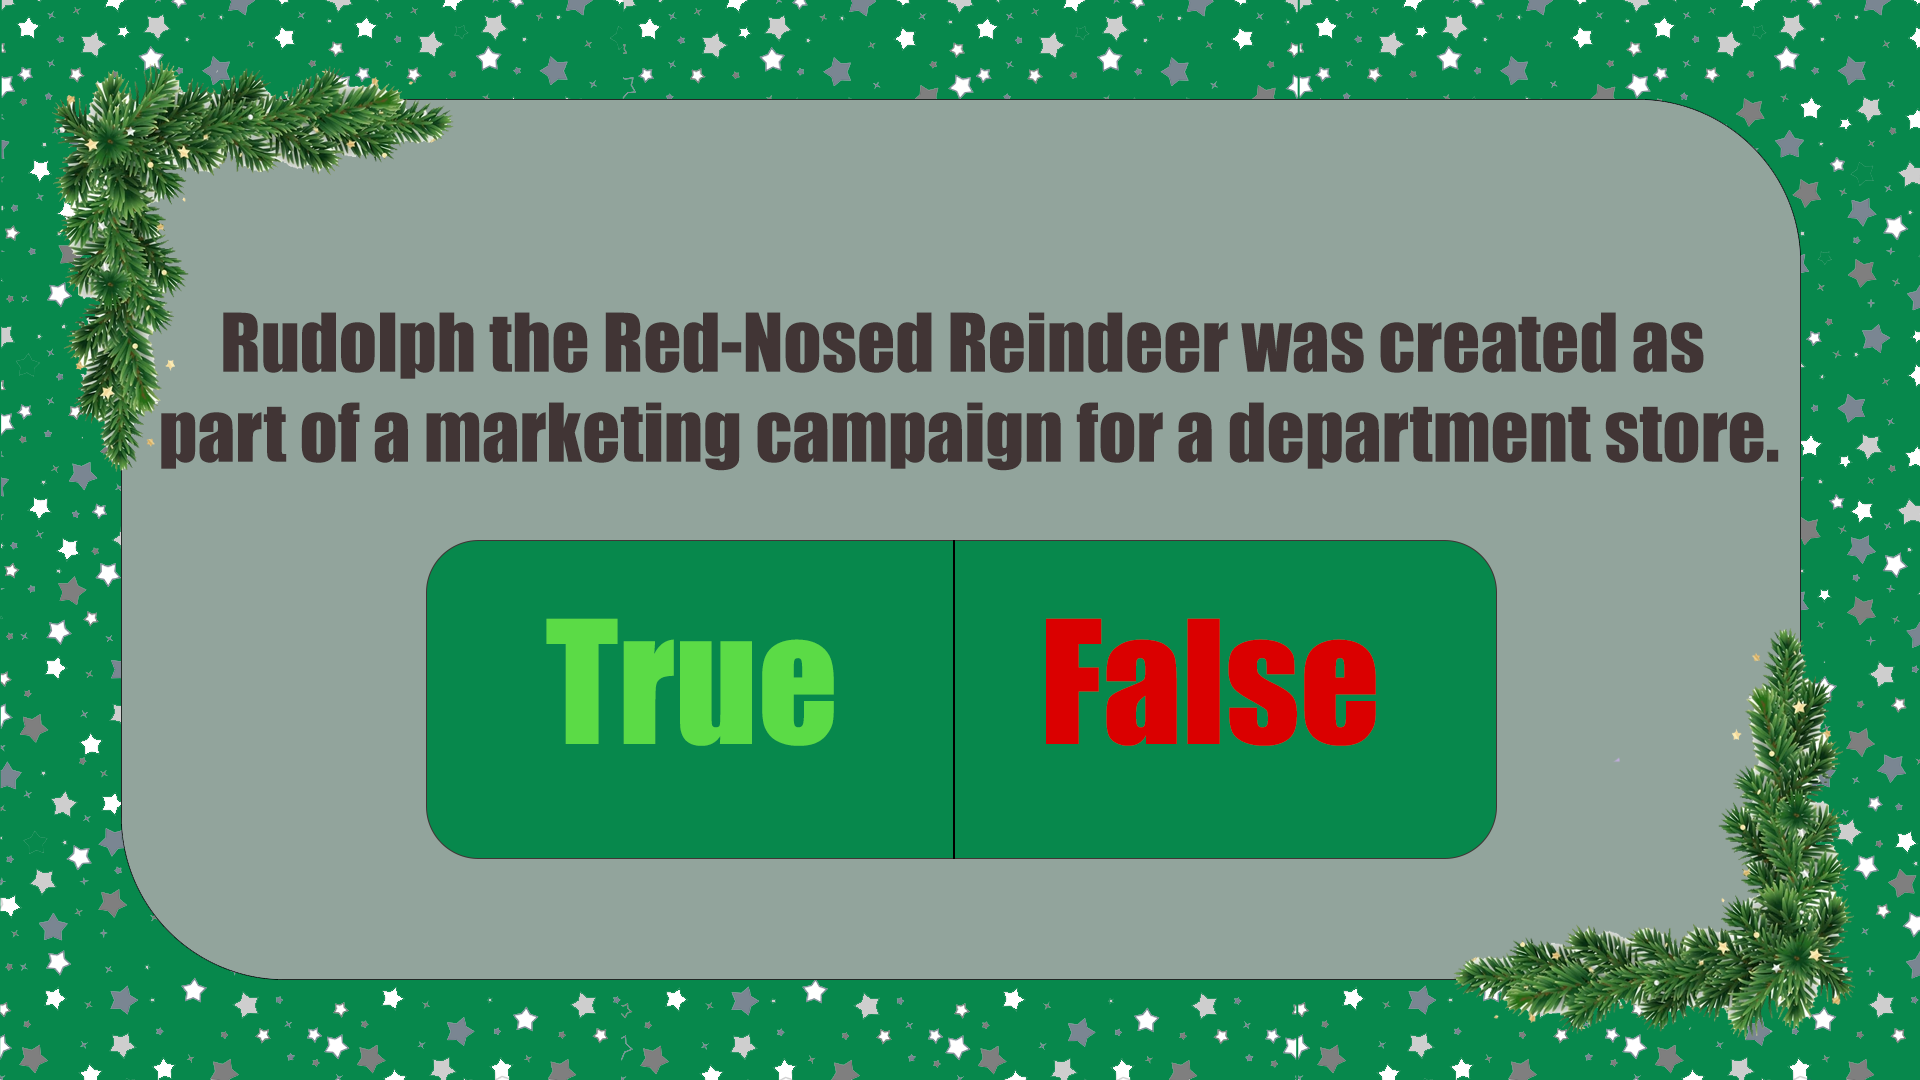 Rudolph the Red-Nosed Reindeer was created as
part of a marketing campaign for a department store.
True False